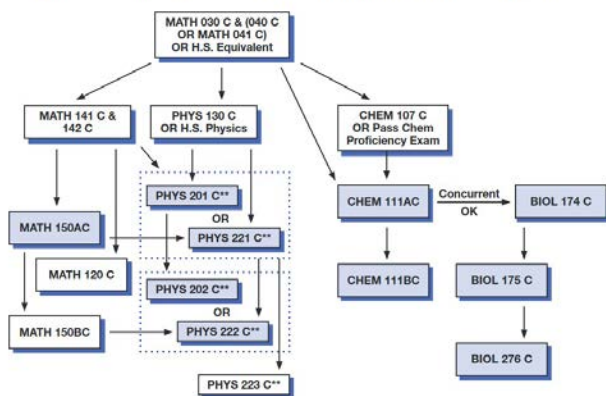 MATH 030 C & (040 C
OR MATH 041 C)
OR H.S. Equivalent
MATH 141 C &
142 C
PHYS 130 C
OR H.S. Physics
CHEM 107 C
OR Pass Chem
Proficiency Exam
PHYS 201 C**
OR
PHYS 221 C**
CHEM 111AC
Concurrent
OK
BIOL 174 C
MATH 150AC
MATH 120 C
PHYS 202 C**
OR
PHYS 222 C**
CHEM 111BC
BIOL 175 C
MATH 150BC
BIOL 276 C
PHYS 223 C**